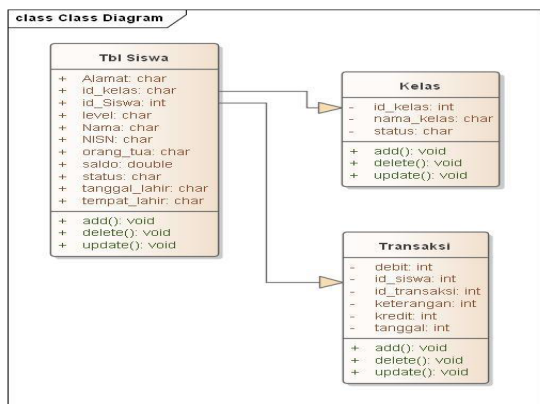 class Class Diagram
Tbl Siswa
+ Alamat: char
+ id_kelas: char
+ id_Siswa: int
+ level: char
+ Nama: char
+ NISN: char
+ orang_tua: char
+ saldo: double
+ status: char
+ tanggal_lahir: char
+ tempat_lahir: char
+ add(): void
+ delete(): void
+ update(): void
Kelas
- id_kelas: int
- nama_kelas: char
- status: char
+ add(): void
+ delete(): void
+ update(): void
Transaksi
- debit: int
- id_siswa: int
- id_transaksi: int
- keterangan: int
- kredit: int
- tanggal: int
+ add(): void
+ delete(): void
+ update(): void